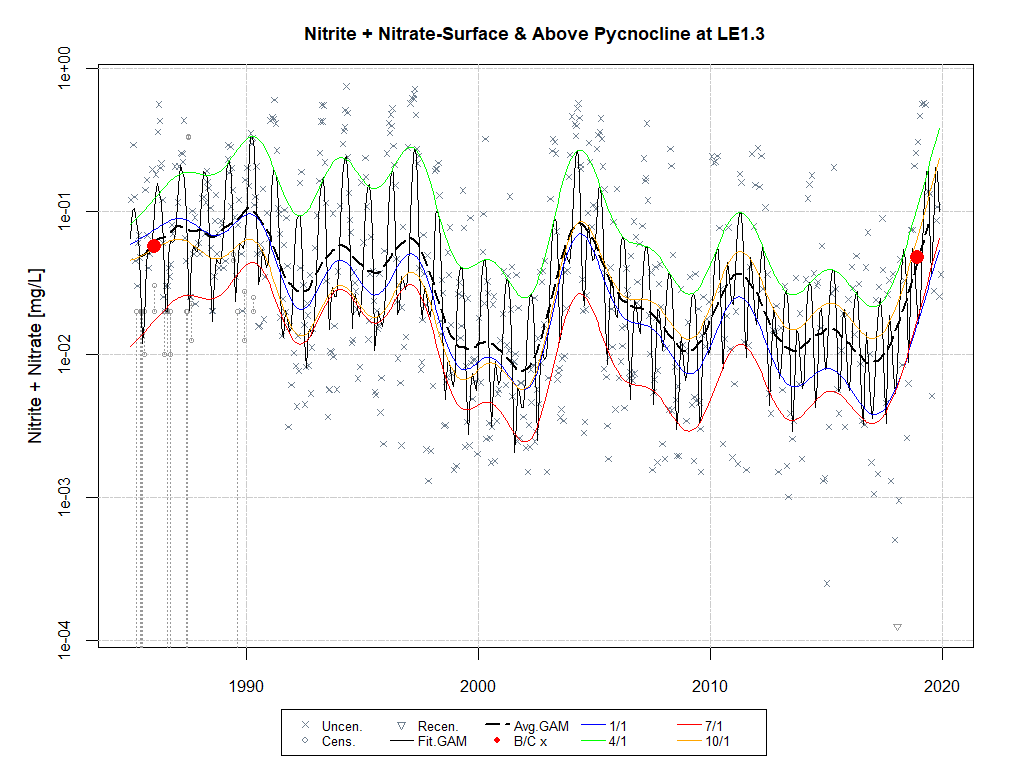 Nitrite + Nitrate-Surface & Above Pycnocline at LE1.3
Nitrite + Nitrate [mg/L]
1e+00
1e-01
1e-02
1e-03
1e-04
1990 2000 2010 2020
Uncen. Recen. Avg.GAM 1/1 7/1
Cens. Fit.GAM B/C x 4/1 10/1